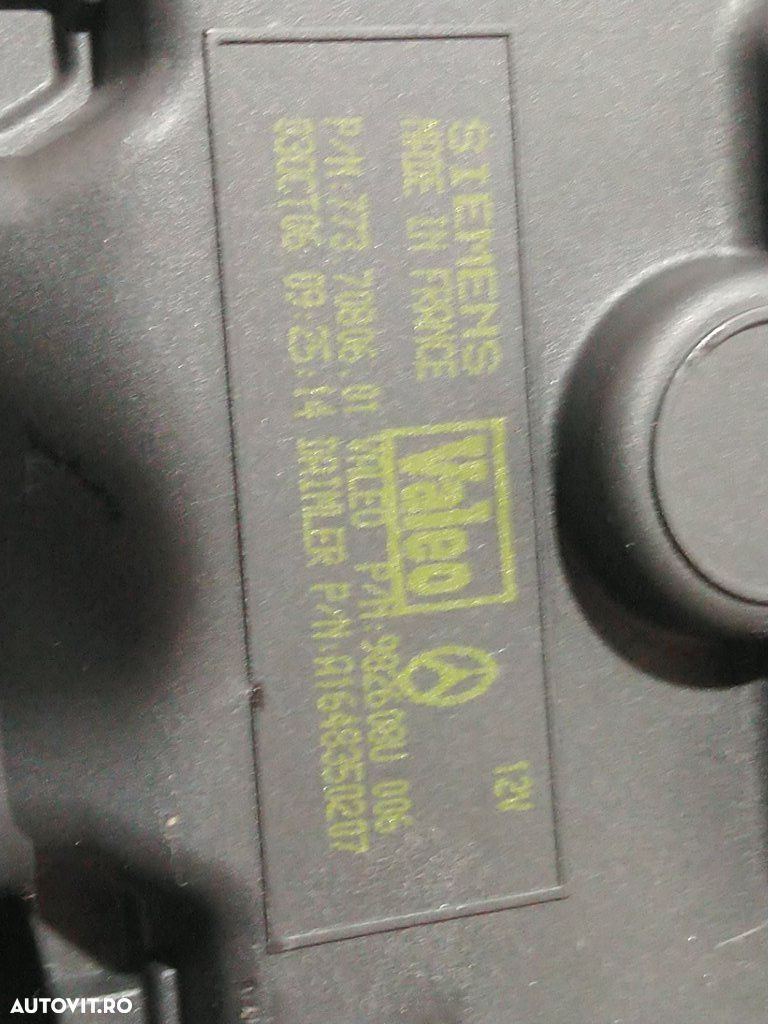 SIEMENS
MADE IN FRANCE
Valeo
12V
P/N:773 70806.01 VALEO P/N:982608U 006
03OCT06 09:25:14 DAIMLER P/N:A1648350207
AUTOVIT.RO